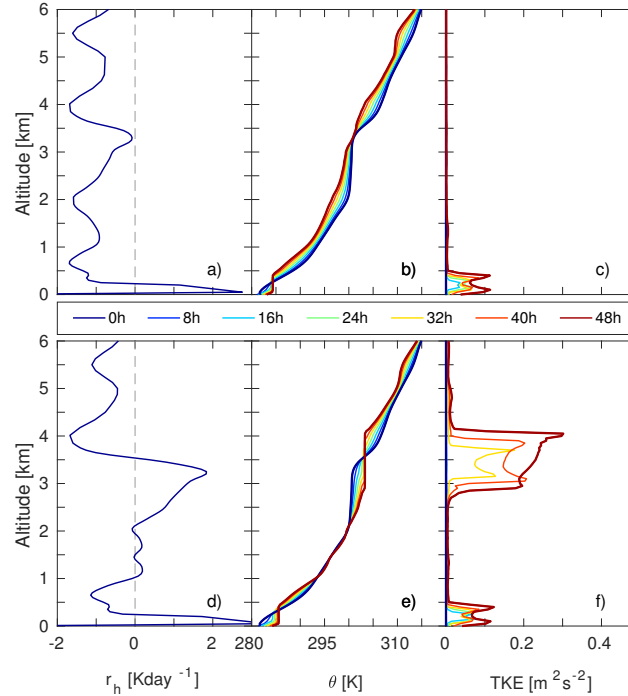 6
5
4
3
2
1
0
Altitude [km]
a)
b)
c)
0h 8h 16h 24h 32h 40h 48h
6
5
4
3
2
1
0
Altitude [km]
d)
e)
f)
-2 0 2 280 295 310 0 0.2 0.4
r_h [Kday⁻¹] θ [K] TKE [m²s⁻²]